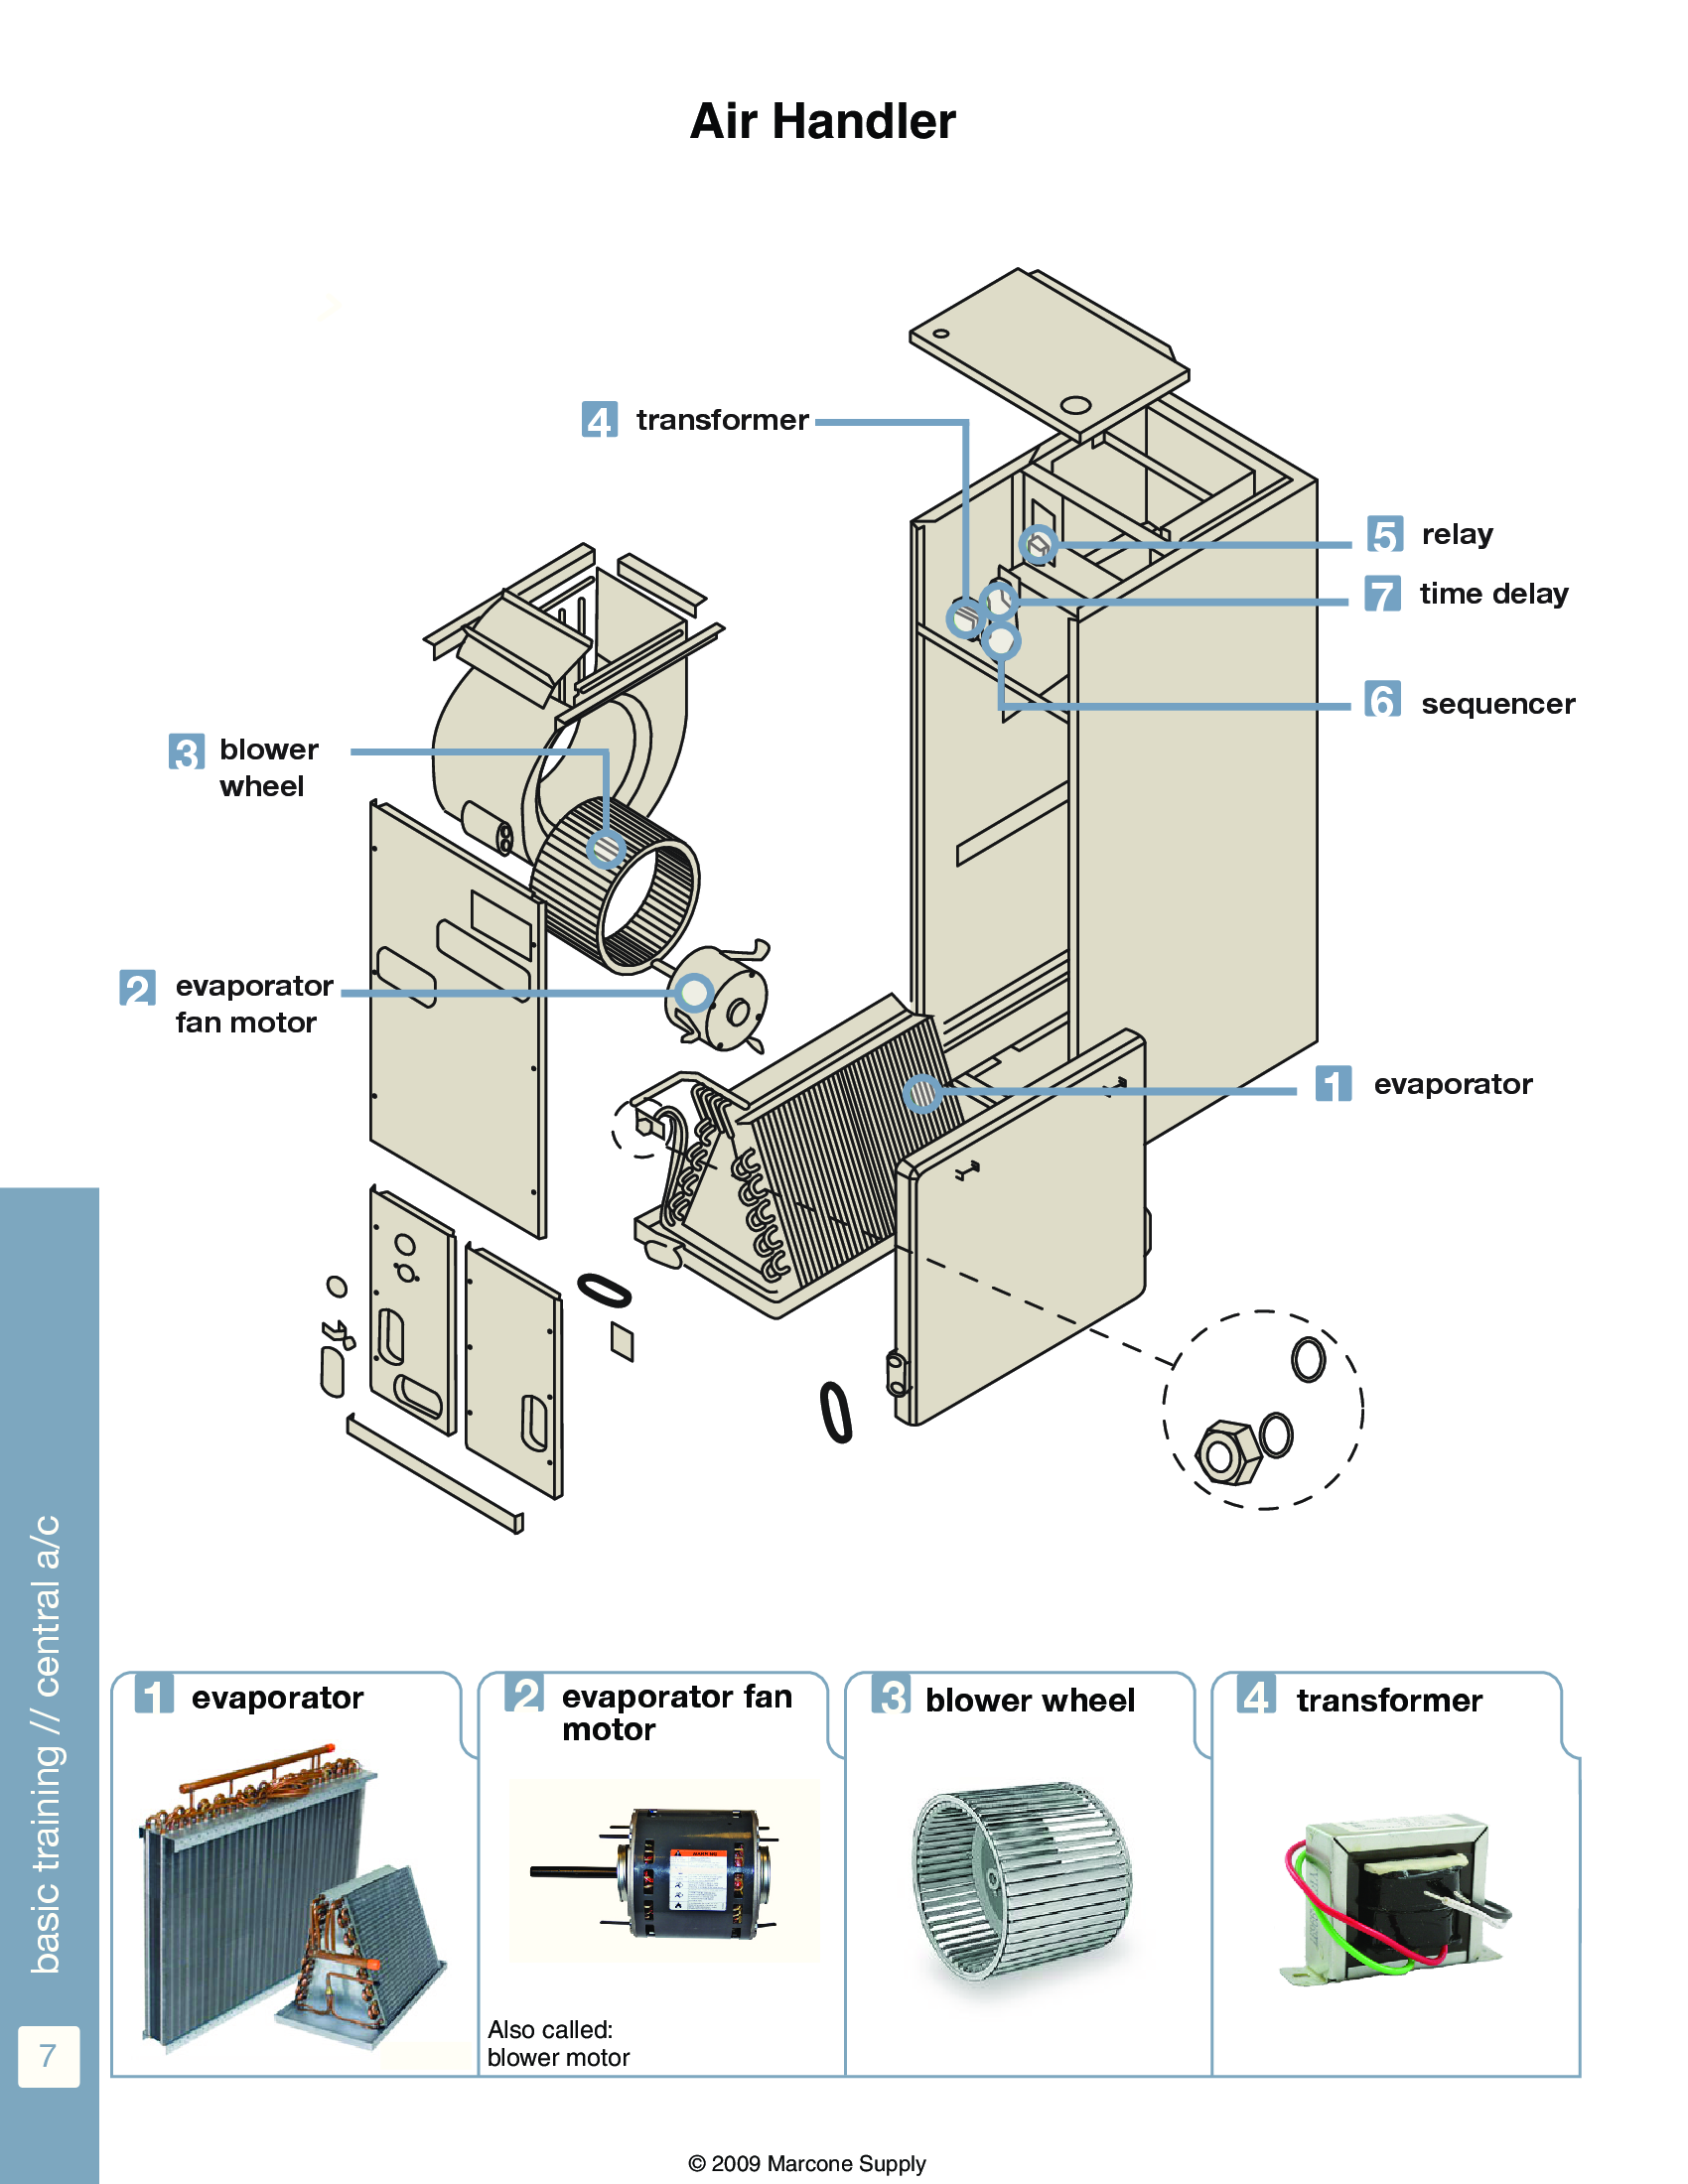 Air Handler
4 transformer
5 relay
7 time delay
6 sequencer
3 blower
wheel
2 evaporator
fan motor
1 evaporator
basic training // central a/c
7
1 evaporator
2 evaporator fan
motor
Also called:
blower motor
3 blower wheel
4 transformer
© 2009 Marcone Supply